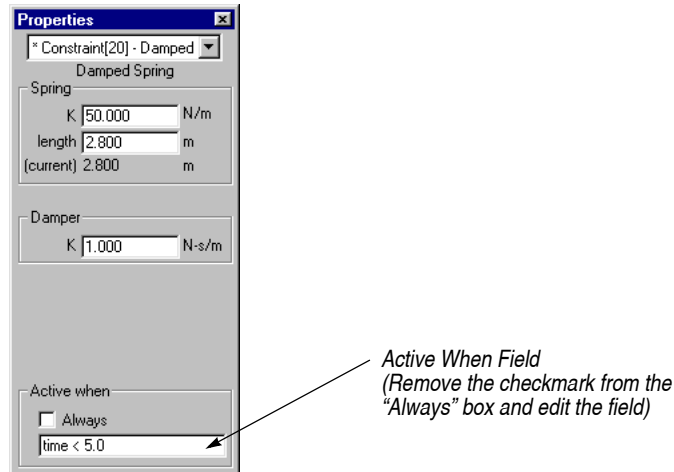 Properties
* Constraint[20] - Damped
Damped Spring
Spring
K 50.000 N/m
length 2.800 m
(current) 2.800 m
Damper
K 1.000 N-s/m
Active when
Always
time < 5.0
Active When Field
(Remove the checkmark from the
“Always” box and edit the field)